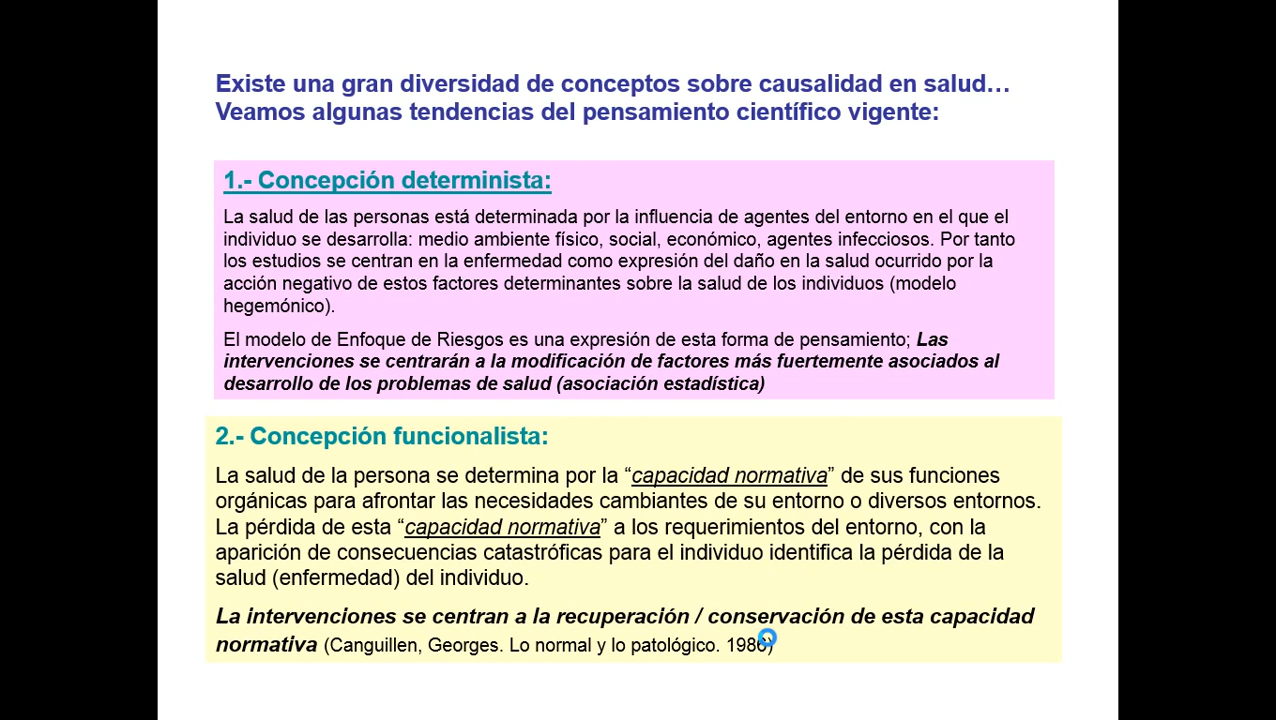 Existe una gran diversidad de conceptos sobre causalidad en salud…
Veamos algunas tendencias del pensamiento científico vigente:
1.- Concepción determinista:
La salud de las personas está determinada por la influencia de agentes del entorno en el que el
individuo se desarrolla: medio ambiente físico, social, económico, agentes infecciosos. Por tanto
los estudios se centran en la enfermedad como expresión del daño en la salud ocurrido por la
acción negativo de estos factores determinantes sobre la salud de los individuos (modelo
hegemónico).
El modelo de Enfoque de Riesgos es una expresión de esta forma de pensamiento; Las
intervenciones se centrarán a la modificación de factores más fuertemente asociados al
desarrollo de los problemas de salud (asociación estadística)
2.- Concepción funcionalista:
La salud de la persona se determina por la “capacidad normativa” de sus funciones
orgánicas para afrontar las necesidades cambiantes de su entorno o diversos entornos.
La pérdida de esta “capacidad normativa” a los requerimientos del entorno, con la
aparición de consecuencias catastróficas para el individuo identifica la pérdida de la
salud (enfermedad) del individuo.
La intervenciones se centran a la recuperación / conservación de esta capacidad
normativa (Canguillen, Georges. Lo normal y lo patológico. 1986)